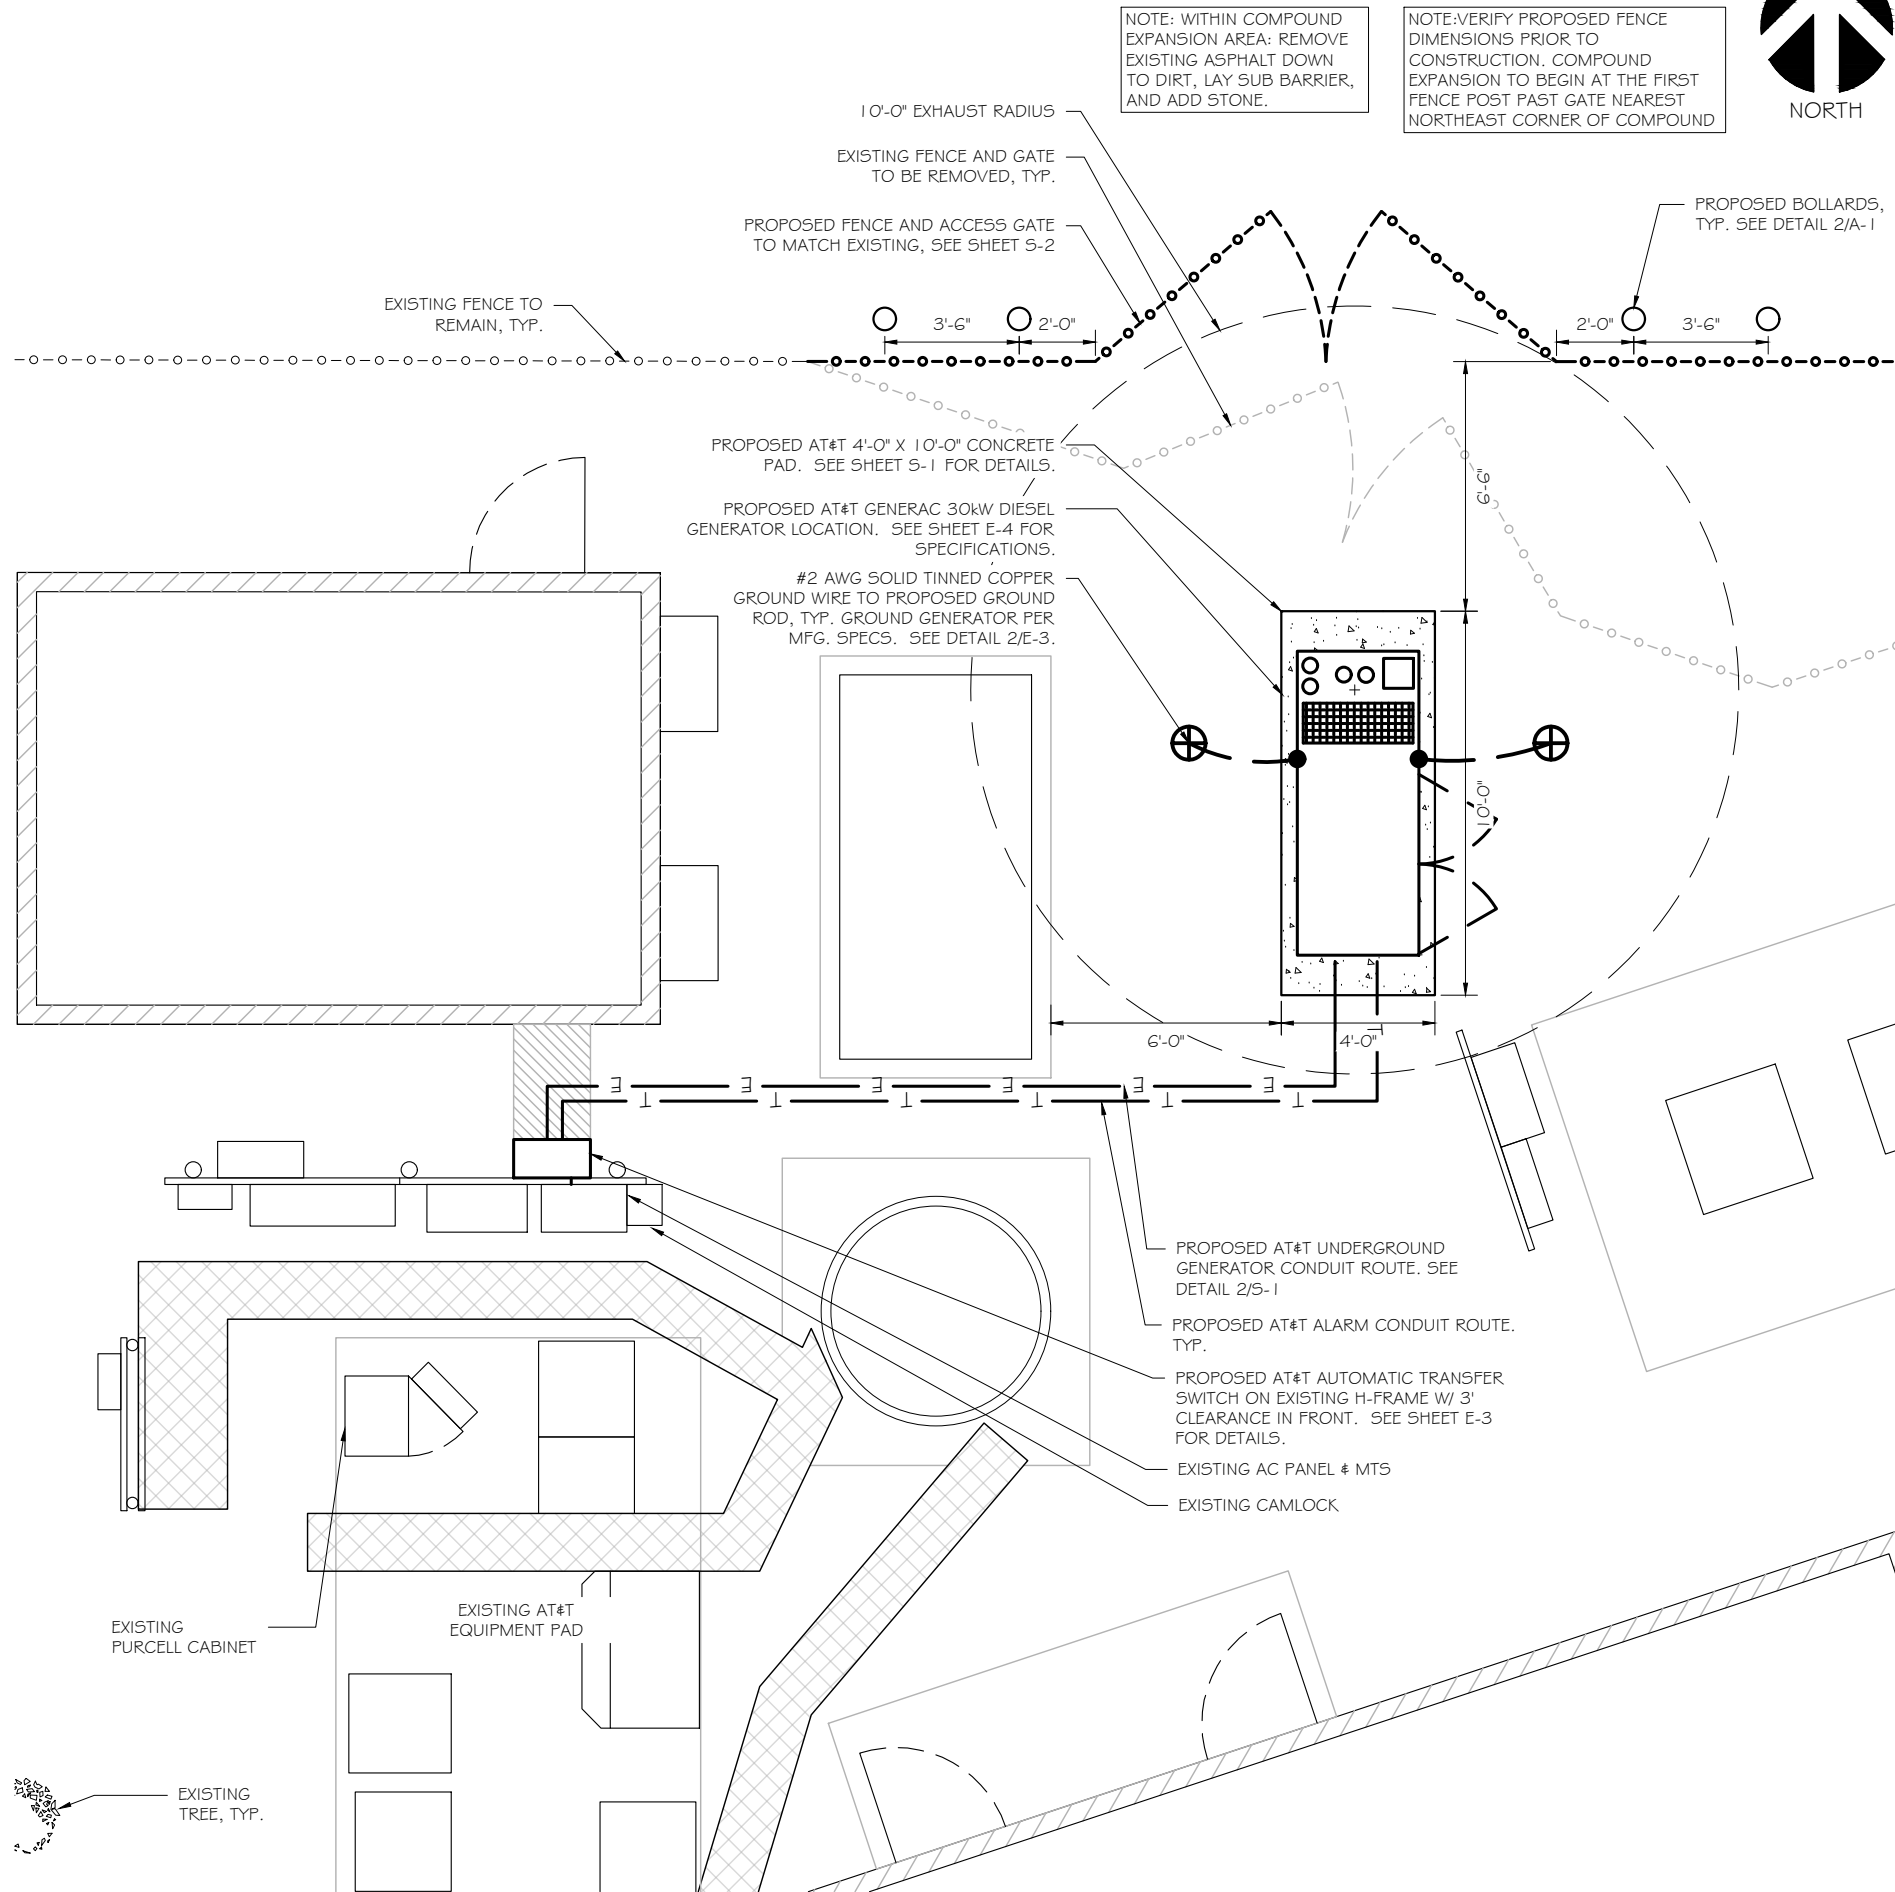 NOTE: WITHIN COMPOUND
EXPANSION AREA: REMOVE
EXISTING ASPHALT DOWN
TO DIRT, LAY SUB BARRIER,
AND ADD STONE.
NOTE:VERIFY PROPOSED FENCE
DIMENSIONS PRIOR TO
CONSTRUCTION. COMPOUND
EXPANSION TO BEGIN AT THE FIRST
FENCE POST PAST GATE NEAREST
NORTHEAST CORNER OF COMPOUND
NORTH
10'-0" EXHAUST RADIUS
EXISTING FENCE AND GATE
TO BE REMOVED, TYP.
PROPOSED FENCE AND ACCESS GATE
TO MATCH EXISTING, SEE SHEET S-2
PROPOSED BOLLARDS,
TYP. SEE DETAIL 2/A-1
EXISTING FENCE TO
REMAIN, TYP.
3'-6"
2'-0"
2'-0"
3'-6"
PROPOSED AT&T 4'-0" X 10'-0" CONCRETE
PAD. SEE SHEET S-1 FOR DETAILS.
6'-6"
PROPOSED AT&T GENERAC 30kW DIESEL
GENERATOR LOCATION. SEE SHEET E-4 FOR
SPECIFICATIONS.
#2 AWG SOLID TINNED COPPER
GROUND WIRE TO PROPOSED GROUND
ROD, TYP. GROUND GENERATOR PER
MFG. SPECS. SEE DETAIL 2/E-3.
10'-0"
6'-0"
4'-0"
T
E E E E E E
T T T T T T
PROPOSED AT&T UNDERGROUND
GENERATOR CONDUIT ROUTE. SEE
DETAIL 2/S-1
PROPOSED AT&T ALARM CONDUIT ROUTE.
TYP.
PROPOSED AT&T AUTOMATIC TRANSFER
SWITCH ON EXISTING H-FRAME W/ 3'
CLEARANCE IN FRONT. SEE SHEET E-3
FOR DETAILS.
EXISTING AC PANEL & MTS
EXISTING CAMLOCK
EXISTING
PURCELL CABINET
EXISTING AT&T
EQUIPMENT PAD
EXISTING
TREE, TYP.